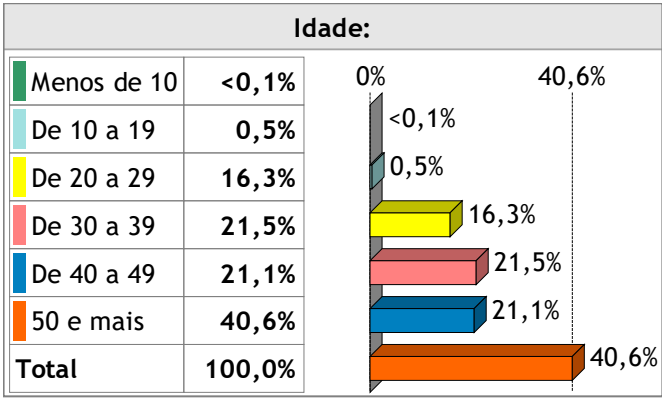 Idade:
Menos de 10 <0,1%
De 10 a 19 0,5%
De 20 a 29 16,3%
De 30 a 39 21,5%
De 40 a 49 21,1%
50 e mais 40,6%
Total 100,0%
0% 40,6%
<0,1%
0,5%
16,3%
21,5%
21,1%
40,6%